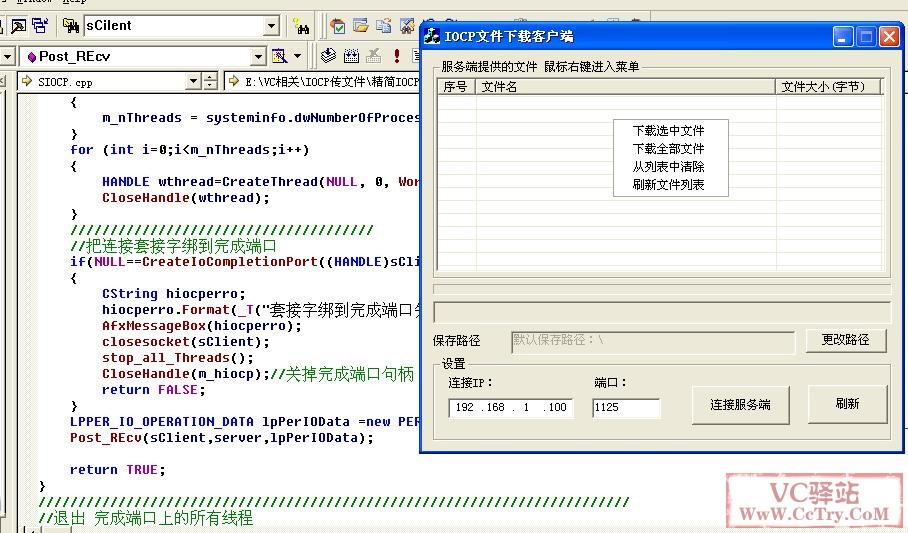 sCilent
Post_REcv
SIOCP.cpp
E:\VC相关\IOCP传文件\精简IOCP
{
m_nThreads = systeminfo.dwNumberOfProces
}
for (int i=0;i<m_nThreads;i++)
{
HANDLE wthread=CreateThread(NULL, 0, Wor
CloseHandle(wthread);
}
//////////////////////////////////////
//把连接套接字绑到完成端口
if(NULL==CreateIoCompletionPort((HANDLE)sCli
{
CString hiocperro;
hiocperro.Format(_T("套接字绑到完成端口失
AfxMessageBox(hiocperro);
closesocket(sClient);
stop_all_Threads();
CloseHandle(m_hiocp);//关掉完成端口句柄
return FALSE;
}
LPPER_IO_OPERATION_DATA lpPerIOData =new PER
Post_REcv(sClient,server,lpPerIOData);
return TRUE;
}
//////////////////////////////////////////////////////////////////////////
//退出 完成端口上的所有线程
IOCP文件下载客户端
服务端提供的文件 鼠标右键进入菜单
序号 文件名 文件大小(字节)
下载选中文件
下载全部文件
从列表中清除
刷新文件列表
保存路径 默认保存路径：\ 更改路径
设置
连接IP： 端口：
192 .168 . 1 .100 1125 连接服务端 刷新
VC驿站
WwW.CcTry.CoM